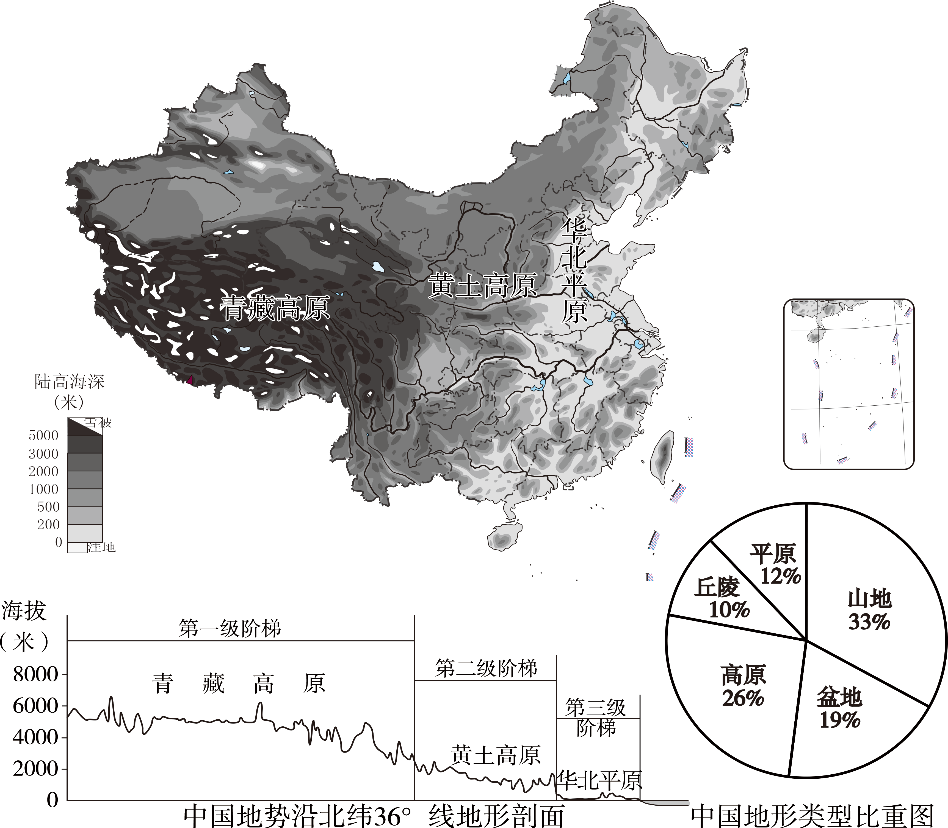 华北平原
黄土高原
青藏高原
陆高海深
(米)
雪被
5000
3000
2000
1000
500
200
0
洼地
平原
12%
丘陵
10%
山地
33%
高原
26%
盆地
19%
海拔
(米)
第一级阶梯
第二级阶梯
第三级
阶梯
8000
6000
4000
2000
0
青藏高原
黄土高原
华北平原
中国地势沿北纬36° 线地形剖面
中国地形类型比重图